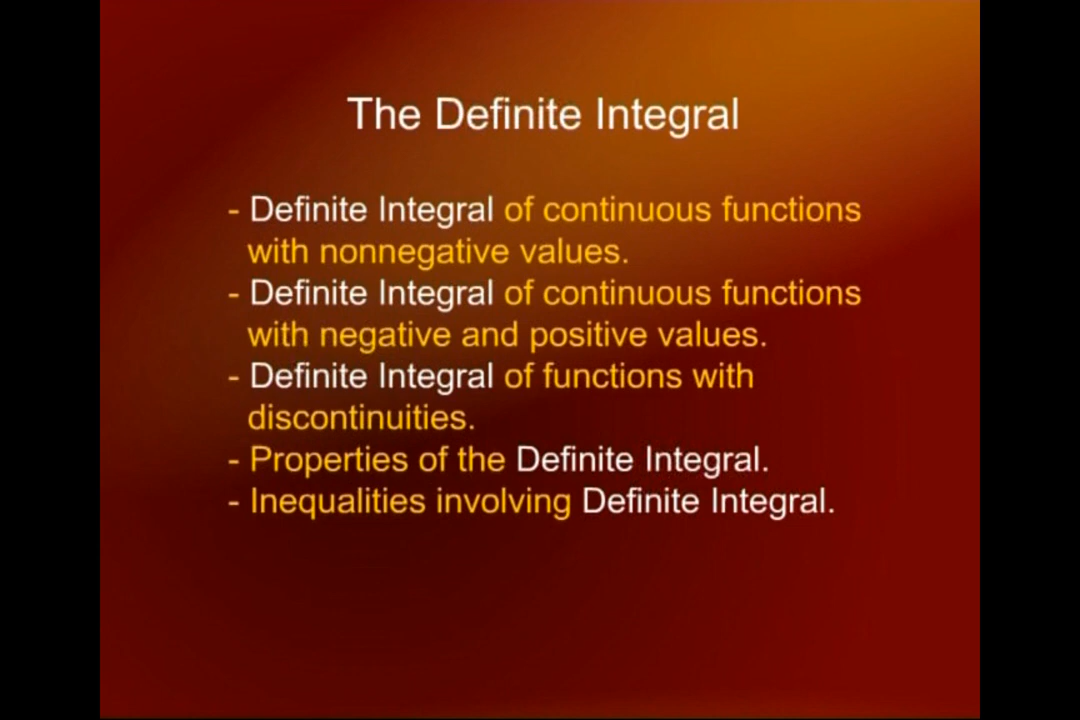 The Definite Integral
- Definite Integral of continuous functions
with nonnegative values.
- Definite Integral of continuous functions
with negative and positive values.
- Definite Integral of functions with
discontinuities.
- Properties of the Definite Integral.
- Inequalities involving Definite Integral.